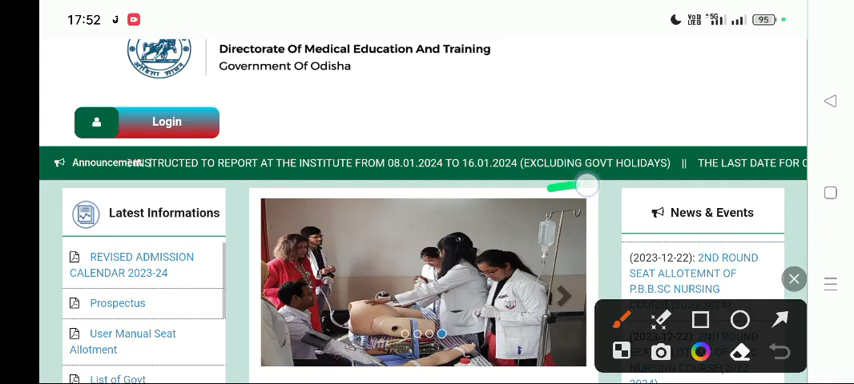 17:52
95
ଓଡ଼ିଶା ଶାସନ
Directorate Of Medical Education And Training
Government Of Odisha
Login
Announcements
STRUCTED TO REPORT AT THE INSTITUTE FROM 08.01.2024 TO 16.01.2024 (EXCLUDING GOVT HOLIDAYS) || THE LAST DATE FOR
Latest Informations
REVISED ADMISSION
CALENDAR 2023-24
Prospectus
User Manual Seat
Allotment
List of Govt
News & Events
(2023-12-22): 2ND ROUND
SEAT ALLOTEMNT OF
P.B.B.SC NURSING